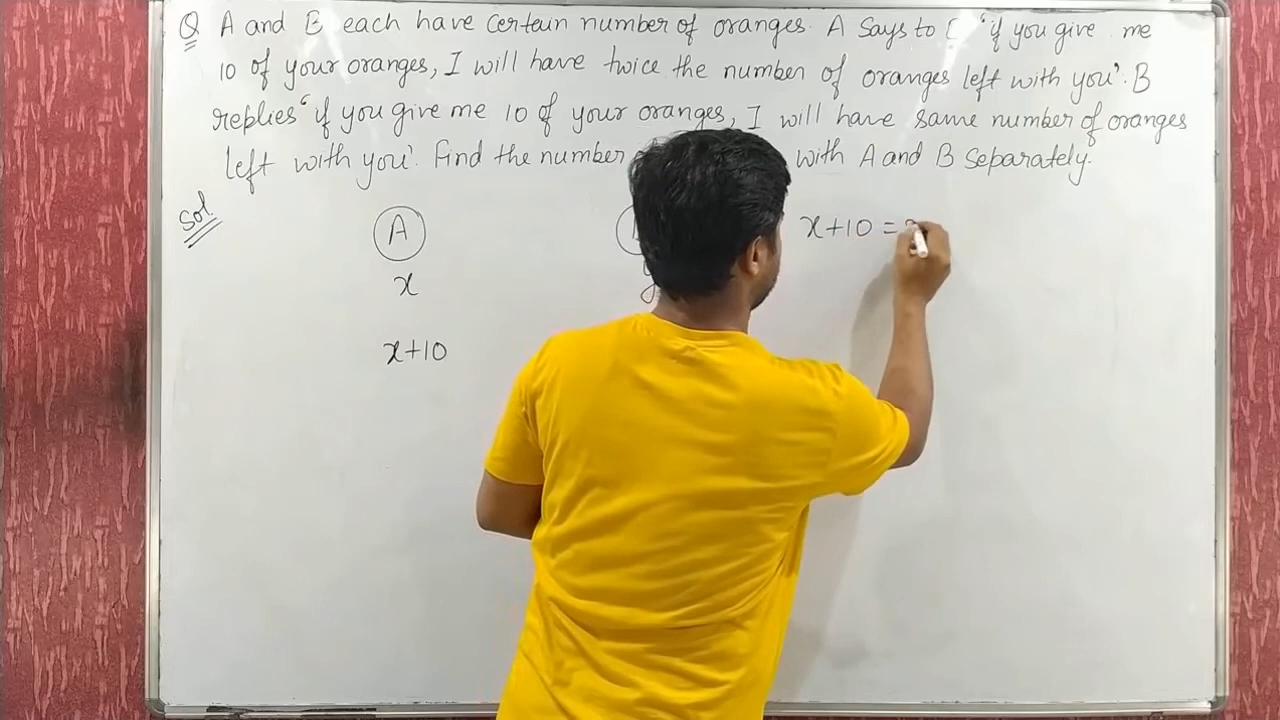 Q A and B each have certain number of oranges. A says to 'if you give me
10 of your oranges, I will have twice the number of oranges left with you'. B
replies 'if you give me 10 of your oranges, I will have same number of oranges
left with you'. Find the number with A and B separately.
Sol
A x+10 =
x y
x+10